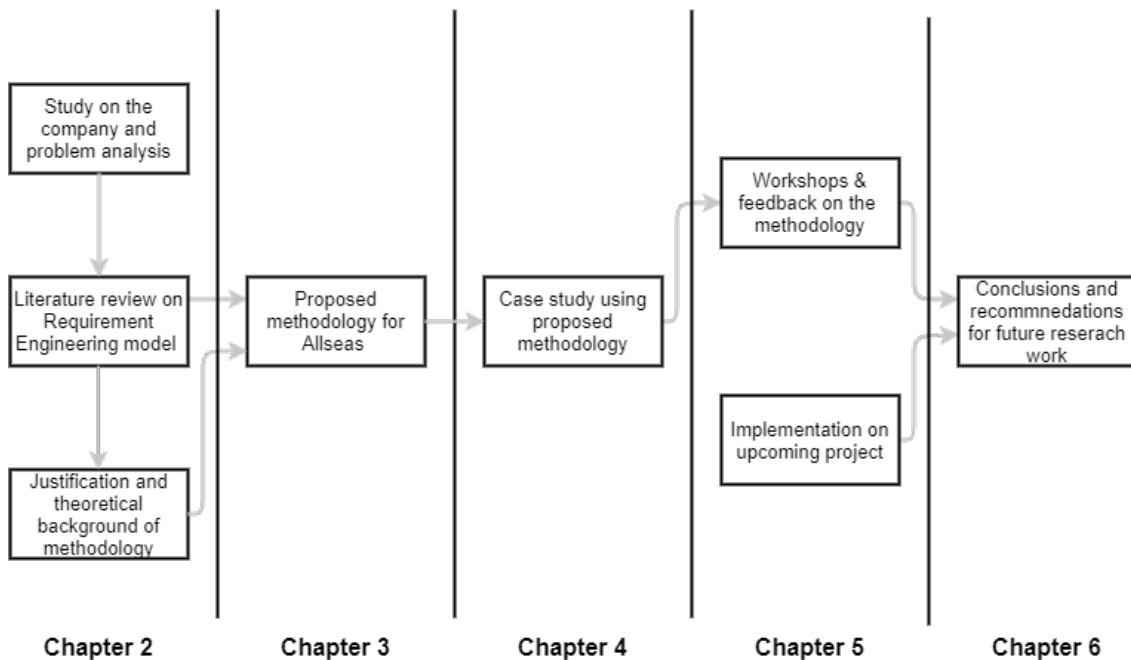 Study on the
company and
problem analysis
Literature review on
Requirement
Engineering model
Justification and
theoretical
background of
methodology
Proposed
methodology for
Allseas
Case study using
proposed
methodology
Workshops &
feedback on the
methodology
Implementation on
upcoming project
Conclusions and
recommnedations
for future reserach
work
Chapter 2
Chapter 3
Chapter 4
Chapter 5
Chapter 6